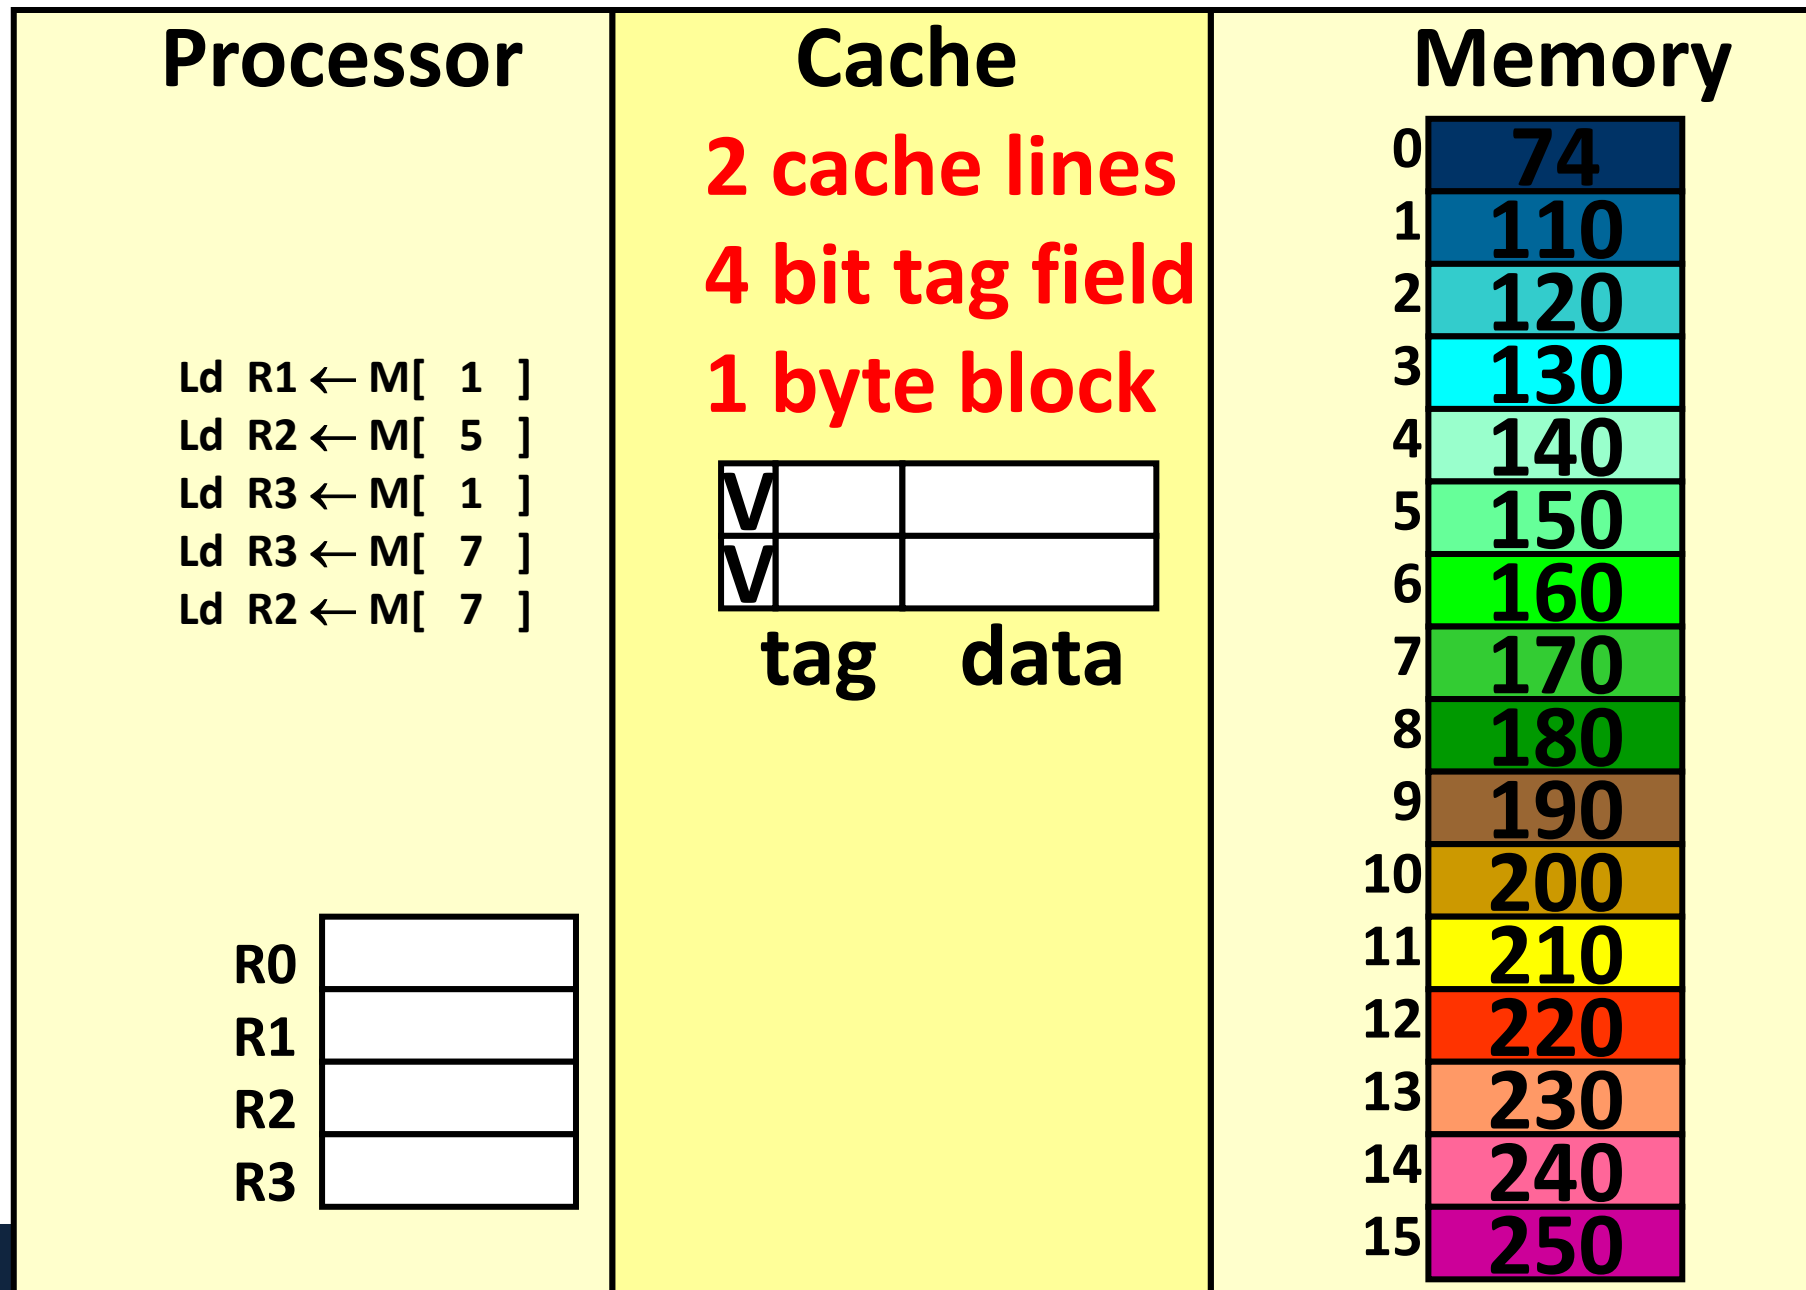 Processor
Ld R1 ← M[ 1 ]
Ld R2 ← M[ 5 ]
Ld R3 ← M[ 1 ]
Ld R3 ← M[ 7 ]
Ld R2 ← M[ 7 ]
R0
R1
R2
R3
Cache
2 cache lines
4 bit tag field
1 byte block
V
V
tag data
Memory
0 74
1 110
2 120
3 130
4 140
5 150
6 160
7 170
8 180
9 190
10 200
11 210
12 220
13 230
14 240
15 250